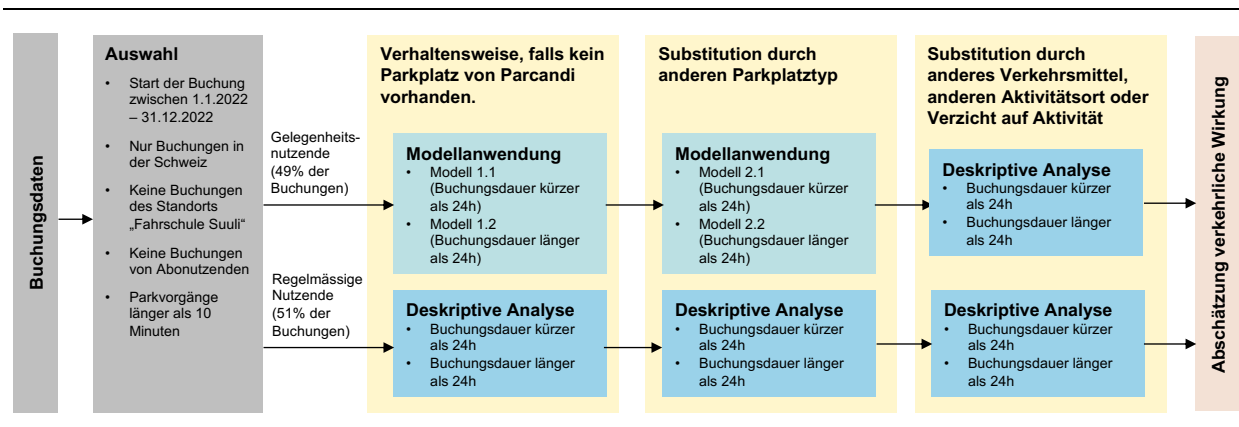 Buchungsdaten
Auswahl
• Start der Buchung
zwischen 1.1.2022
– 31.12.2022
• Nur Buchungen in
der Schweiz
• Keine Buchungen
des Standorts
„Fahrschule Suuli“
• Keine Buchungen
von Abonutzenden
• Parkvorgänge
länger als 10
Minuten
Gelegenheits-
nutzende
(49% der
Buchungen)
Regelmässige
Nutzende
(51% der
Buchungen)
Verhaltensweise, falls kein
Parkplatz von Parcandi
vorhanden.
Modellanwendung
• Modell 1.1
(Buchungsdauer kürzer
als 24h)
• Modell 1.2
(Buchungsdauer länger
als 24h)
Deskriptive Analyse
• Buchungsdauer kürzer
als 24h
• Buchungsdauer länger
als 24h
Substitution durch
anderen Parkplatztyp
Modellanwendung
• Modell 2.1
(Buchungsdauer kürzer
als 24h)
• Modell 2.2
(Buchungsdauer länger
als 24h)
Deskriptive Analyse
• Buchungsdauer kürzer
als 24h
• Buchungsdauer länger
als 24h
Substitution durch
anderes Verkehrsmittel,
anderen Aktivitätsort oder
Verzicht auf Aktivität
Deskriptive Analyse
• Buchungsdauer kürzer
als 24h
• Buchungsdauer länger
als 24h
Deskriptive Analyse
• Buchungsdauer kürzer
als 24h
• Buchungsdauer länger
als 24h
Abschätzung verkehrliche Wirkung